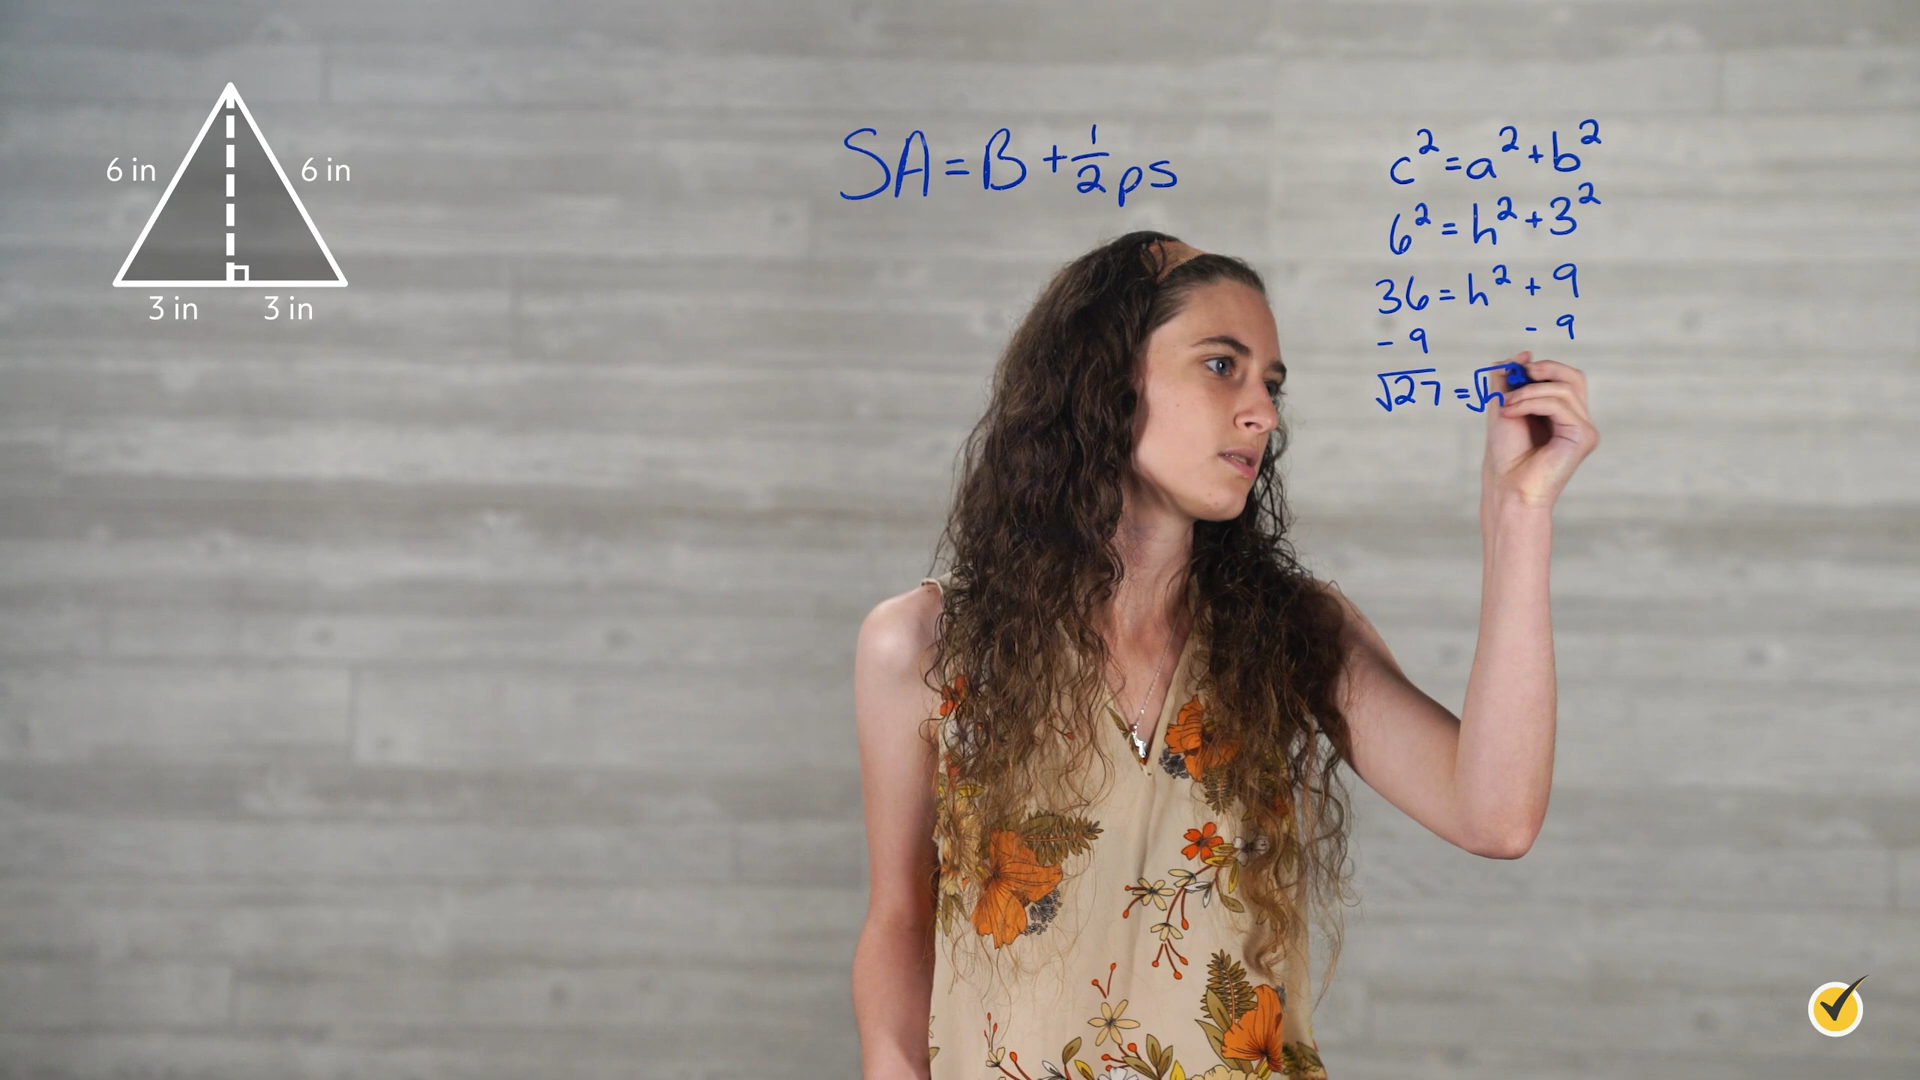 6 in
6 in
3 in
3 in
SA = B + 1/2 ps
c² = a² + b²
6² = h² + 3²
36 = h² + 9
- 9 - 9
√27 = √h²